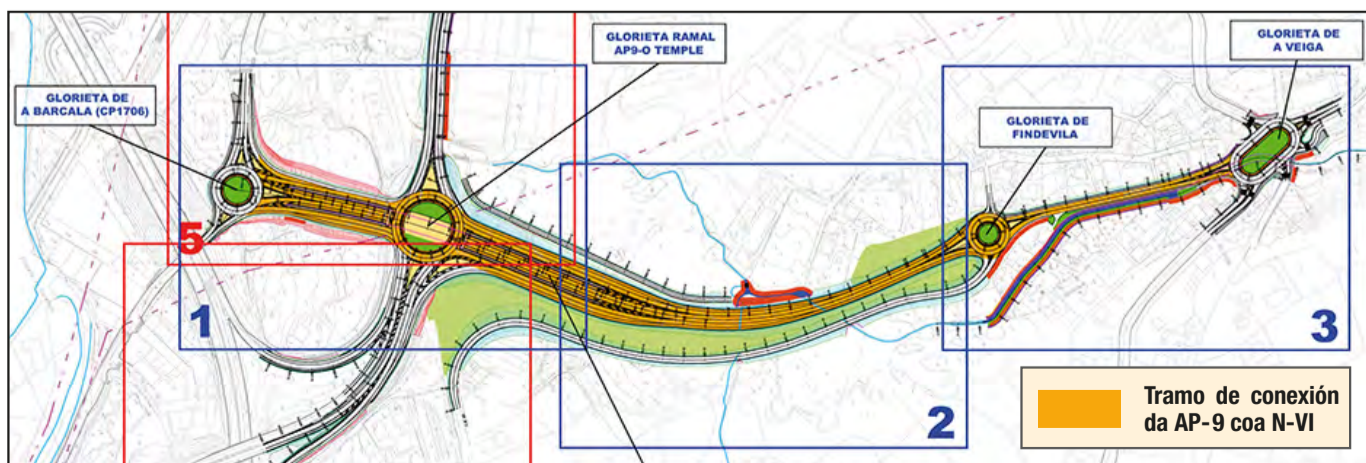 GLORIETA RAMAL
AP9-O TEMPLE
GLORIETA DE
A VEIGA
GLORIETA DE
A BARCALA (CP1706)
GLORIETA DE
FINDEVILA
5
1
2
3
Tramo de conexión
da AP-9 coa N-VI